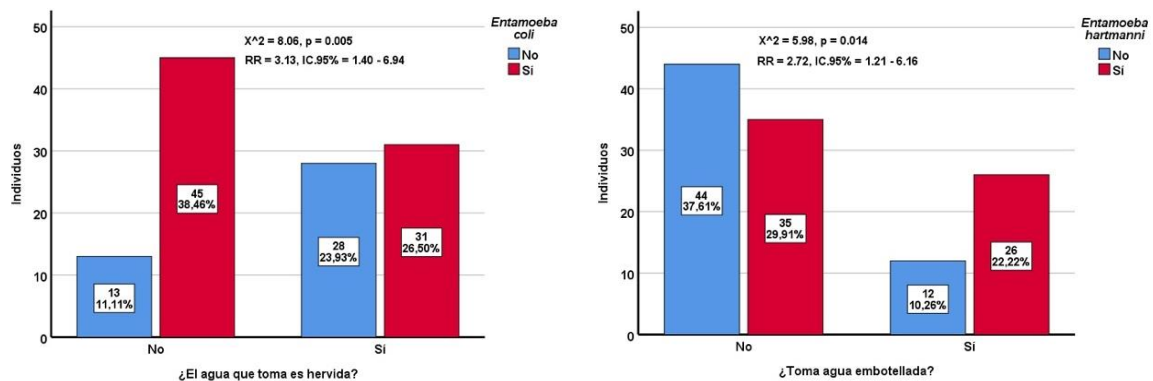 Entamoeba
coli
No
Sí
X^2 = 8.06, p = 0.005
RR = 3.13, IC.95% = 1.40 - 6.94
Individuos
50
40
30
20
10
0
13
11,11%
45
38,46%
28
23,93%
31
26,50%
No
Sí
¿El agua que toma es hervida?
Entamoeba
hartmanni
No
Sí
X^2 = 5.98, p = 0.014
RR = 2.72, IC.95% = 1.21 - 6.16
Individuos
50
40
30
20
10
0
44
37,61%
35
29,91%
12
10,26%
26
22,22%
No
Sí
¿Toma agua embotellada?